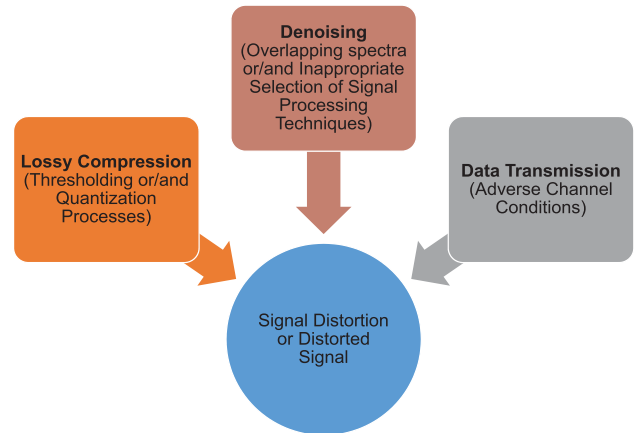 Denoising
(Overlapping spectra
or/and Inappropriate
Selection of Signal
Processing
Techniques)
Lossy Compression
(Thresholding or/and
Quantization
Processes)
Data Transmission
(Adverse Channel
Conditions)
Signal Distortion
or Distorted
Signal